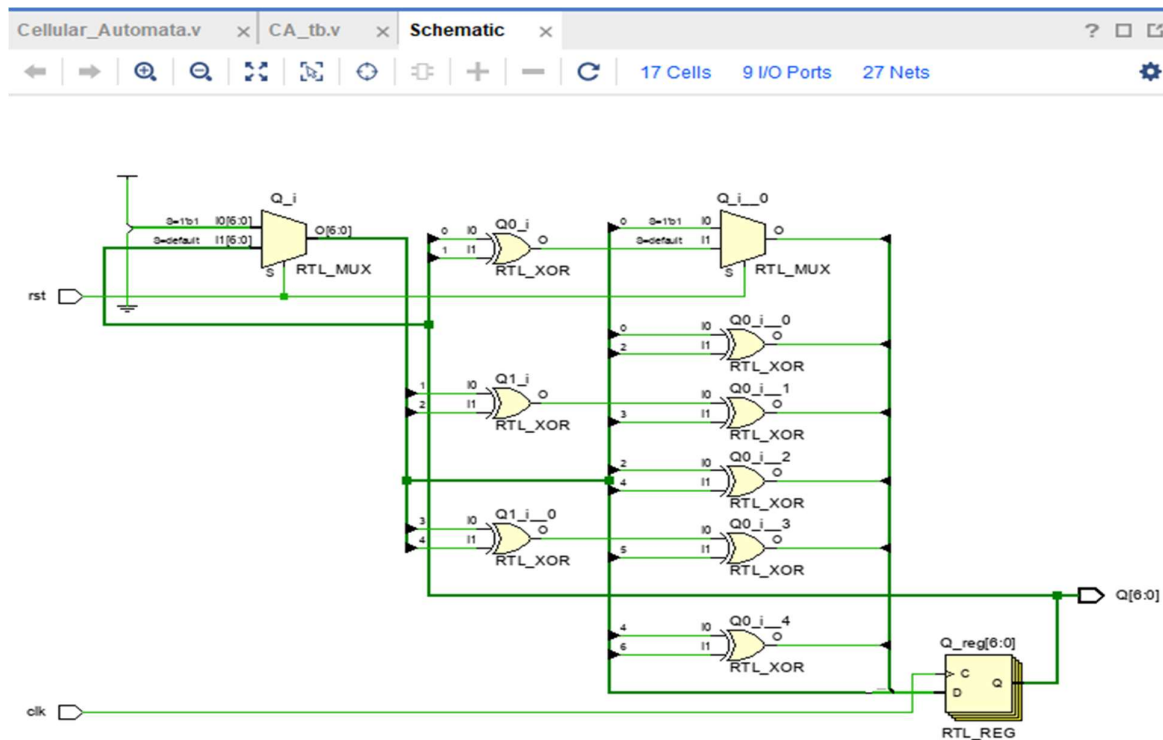 Cellular_Automata.v × CA_tb.v × Schematic ×
? 
17 Cells 9 I/O Ports 27 Nets
Q_i
S=1'b1 I0[6:0]
S=default I1[6:0]
O[6:0]
S
RTL_MUX
rst
0 I0 Q0_i
1 I1 O
RTL_XOR
Q_i__0
0 S=1'b1 I0
S=default I1
O
S
RTL_MUX
Q0_i__0
0 I0 O
2 I1
RTL_XOR
Q1_i
1 I0 O
2 I1
RTL_XOR
Q0_i__1
I0 O
3 I1
RTL_XOR
Q0_i__2
2 I0 O
4 I1
RTL_XOR
Q1_i__0
3 I0 O
4 I1
RTL_XOR
Q0_i__3
I0 O
5 I1
RTL_XOR
Q[6:0]
Q0_i__4
4 I0 O
6 I1
RTL_XOR
Q_reg[6:0]
C
Q
D
RTL_REG
clk